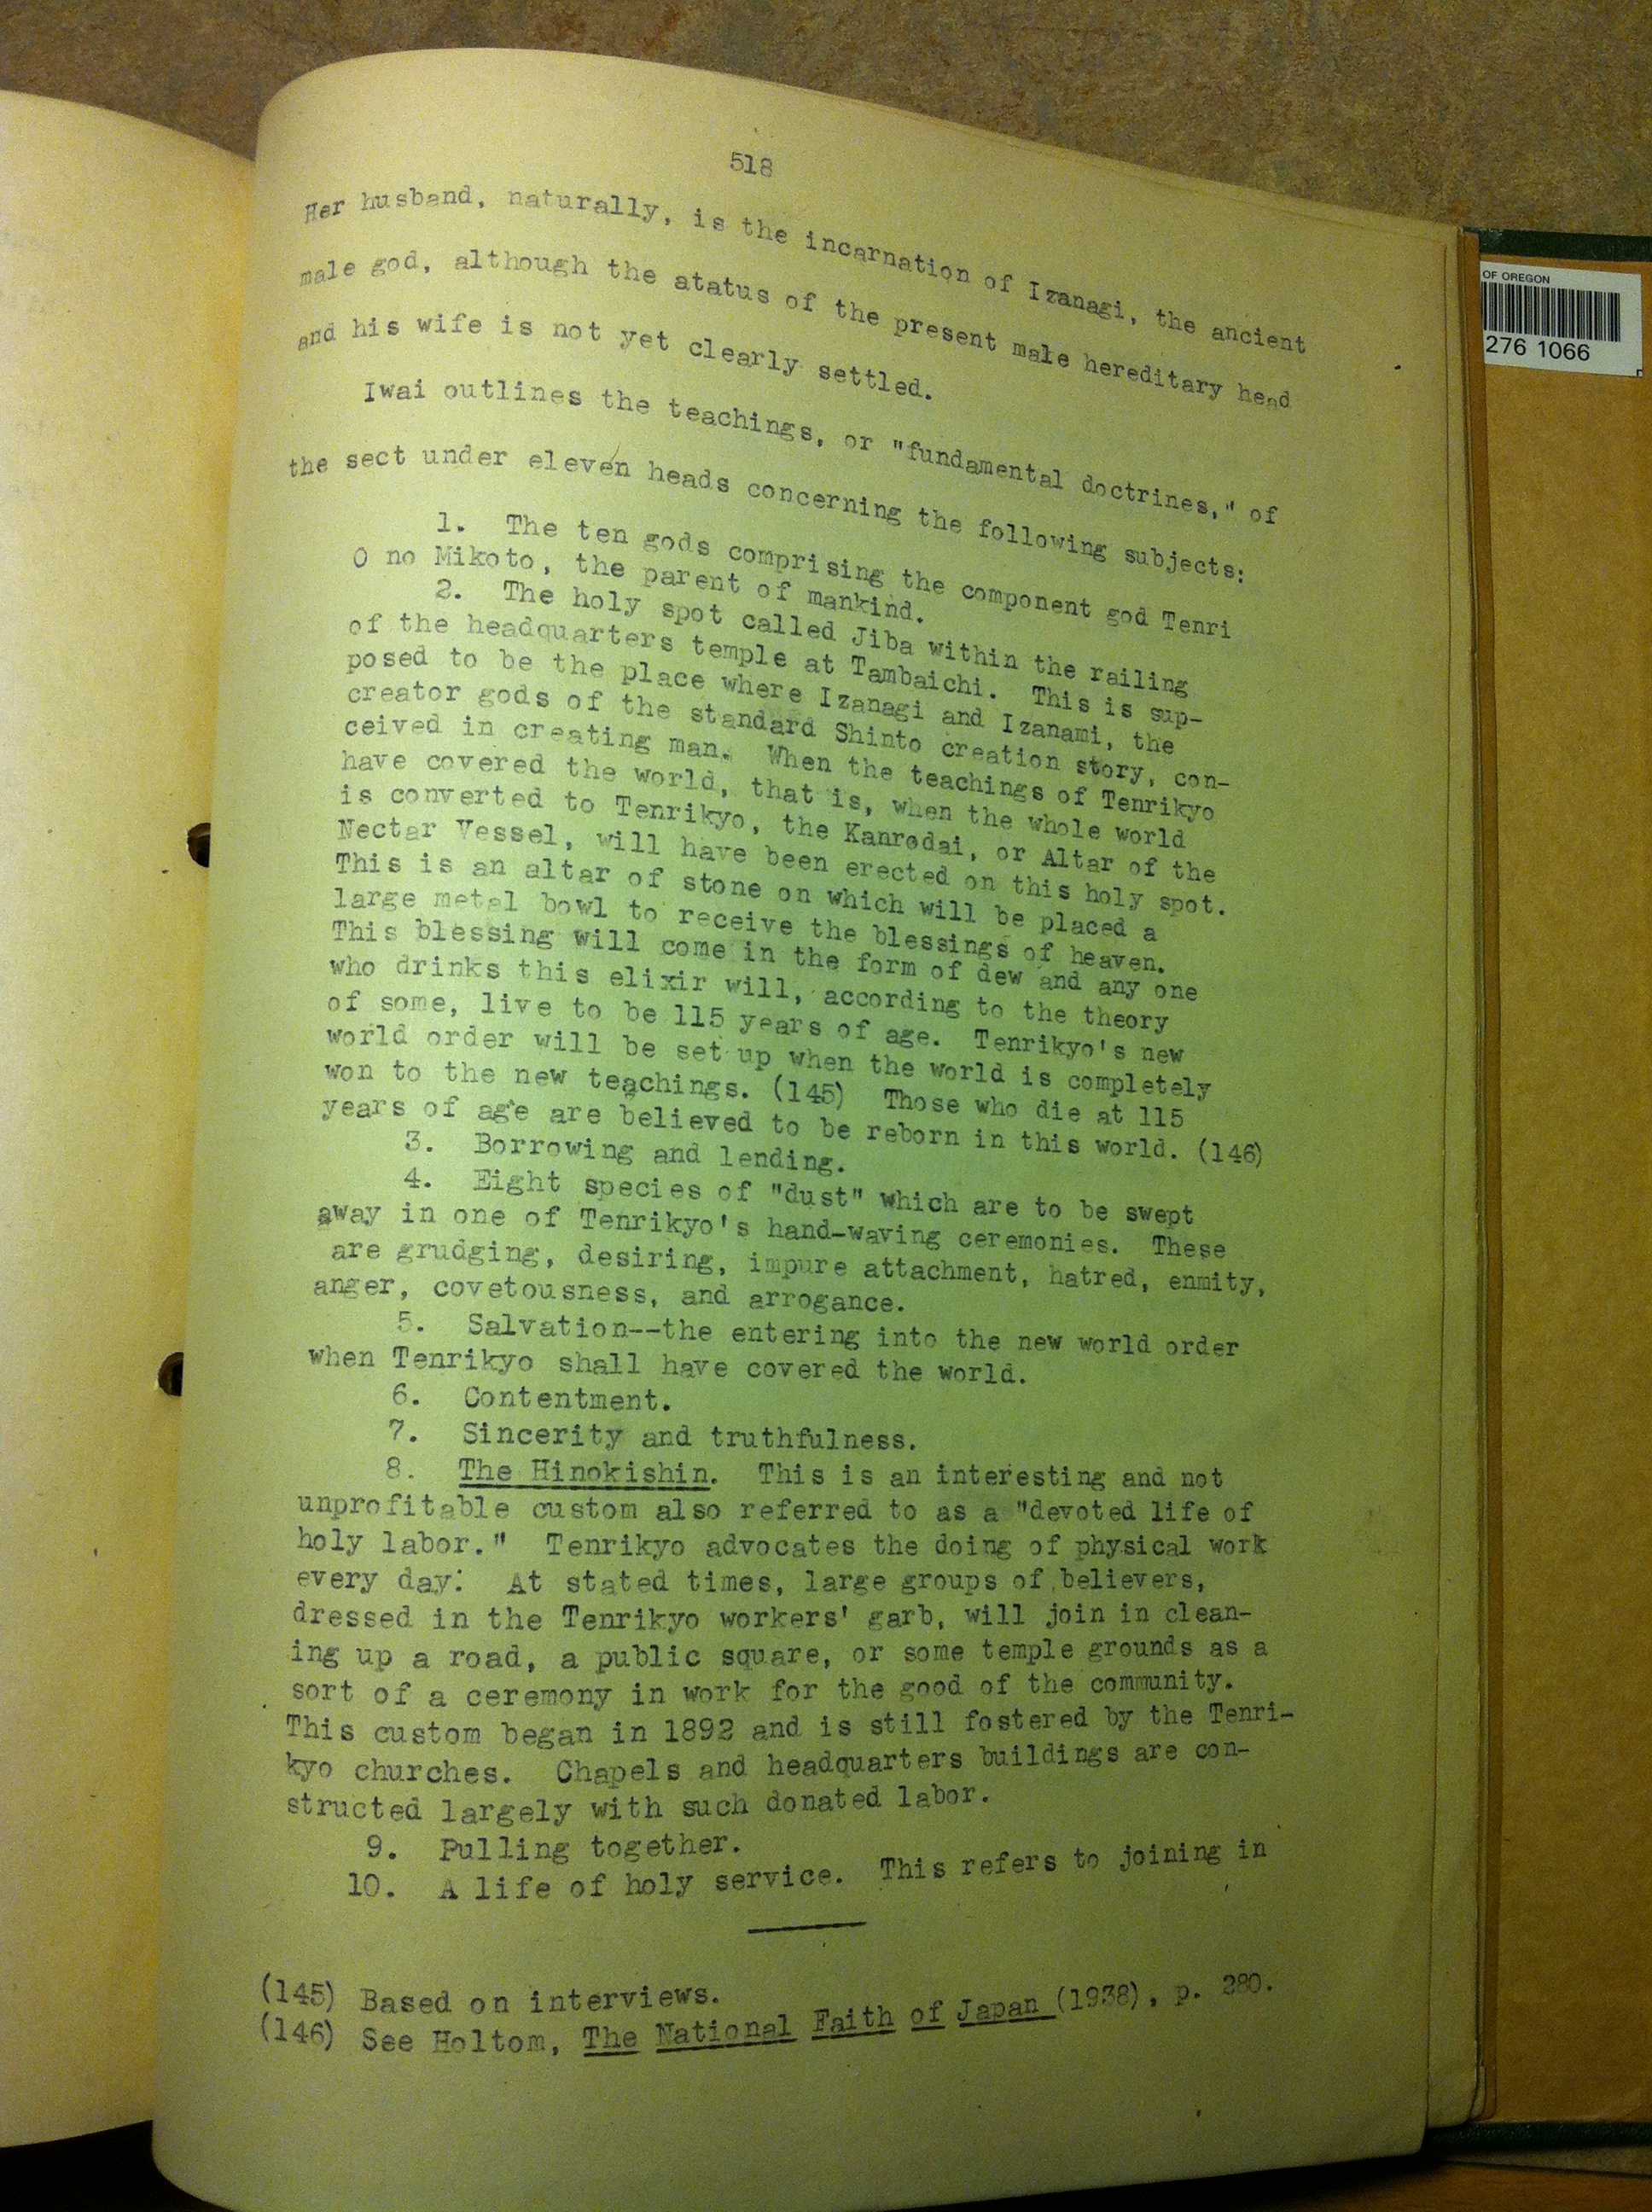 518
Her husband, naturally, is the incarnation of Izanagi, the ancient
male god, although the atatus of the present male hereditary head
and his wife is not yet clearly settled.
Iwai outlines the teachings, or "fundamental doctrines," of
the sect under eleven heads concerning the following subjects:
1. The ten gods comprising the component god Tenri
O no Mikoto, the parent of mankind.
2. The holy spot called Jiba within the railing
of the headquarters temple at Tambaichi. This is sup-
posed to be the place where Izanagi and Izanami, the
creator gods of the standard Shinto creation story, con-
ceived in creating man. When the teachings of Tenrikyo
have covered the world, that is, when the whole world
is converted to Tenrikyo, the Kanrodai, or Altar of the
Nectar Vessel, will have been erected on this holy spot.
This is an altar of stone on which will be placed a
large metal bowl to receive the blessings of heaven.
This blessing will come in the form of dew and any one
who drinks this elixir will, according to the theory
of some, live to be 115 years of age. Tenrikyo's new
world order will be set up when the world is completely
won to the new teachings. (145) Those who die at 115
years of age are believed to be reborn in this world. (146)
3. Borrowing and lending.
4. Eight species of "dust" which are to be swept
away in one of Tenrikyo's hand-waving ceremonies. These
are grudging, desiring, impure attachment, hatred, enmity,
anger, covetousness, and arrogance.
5. Salvation--the entering into the new world order
when Tenrikyo shall have covered the world.
6. Contentment.
7. Sincerity and truthfulness.
8. The Hinokishin. This is an interesting and not
unprofitable custom also referred to as a "devoted life of
holy labor." Tenrikyo advocates the doing of physical work
every day: At stated times, large groups of believers,
dressed in the Tenrikyo workers' garb, will join in clean-
ing up a road, a public square, or some temple grounds as a
sort of a ceremony in work for the good of the community.
This custom began in 1892 and is still fostered by the Tenri-
kyo churches. Chapels and headquarters buildings are con-
structed largely with such donated labor.
9. Pulling together.
10. A life of holy service. This refers to joining in
(145) Based on interviews.
(146) See Holtom, The National Faith of Japan (1938), p. 280.
OF OREGON
276 1066